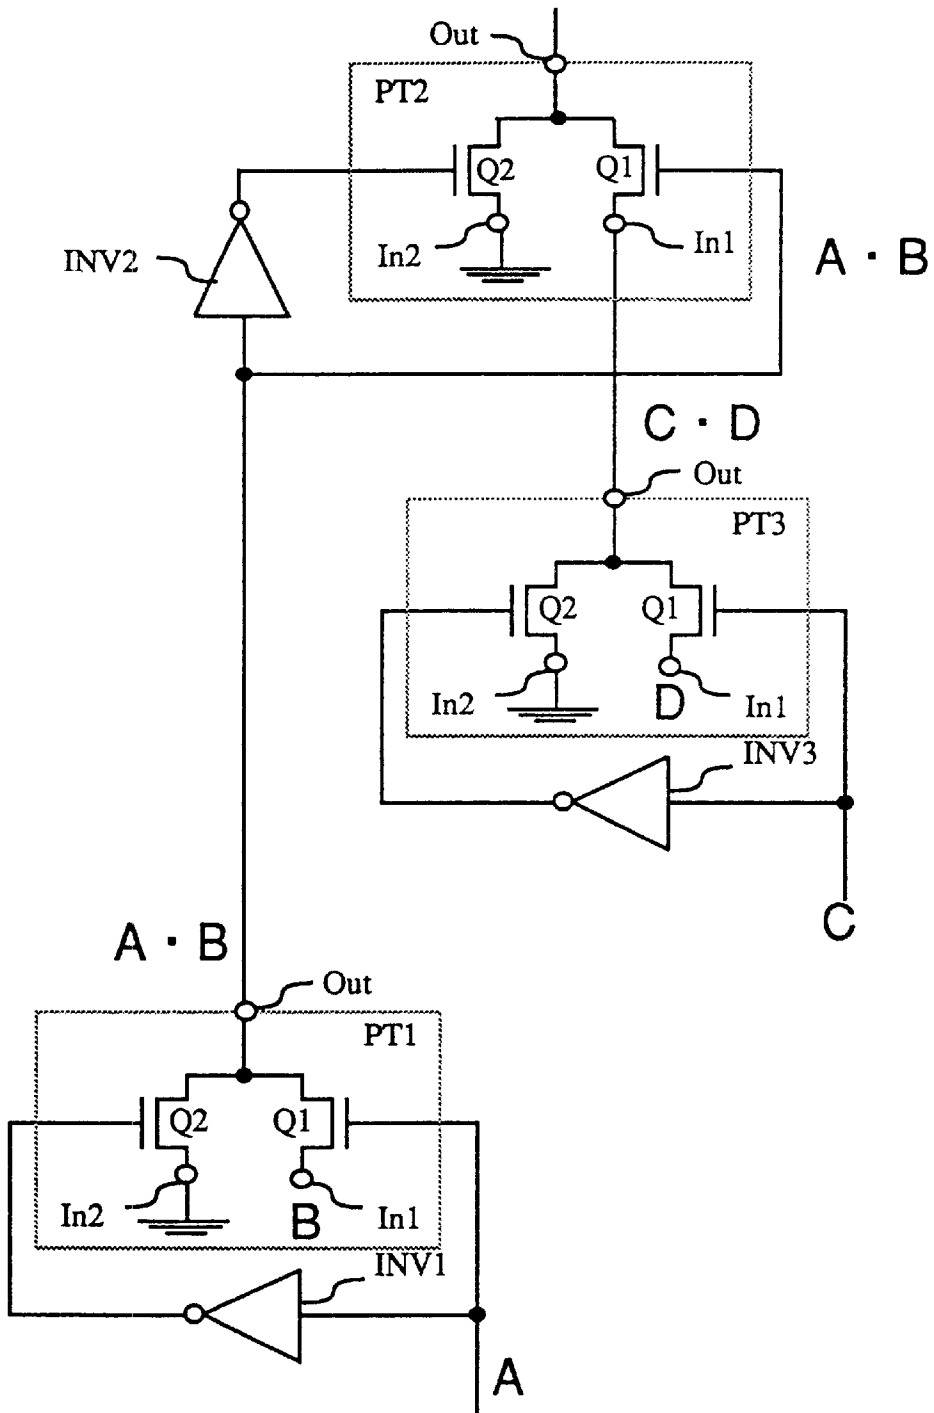 Out
PT2
Q2 Q1
In2 In1
INV2
A · B
C · D
Out
PT3
Q2 Q1
In2 D In1
INV3
C
A · B
Out
PT1
Q2 Q1
In2 B In1
INV1
A